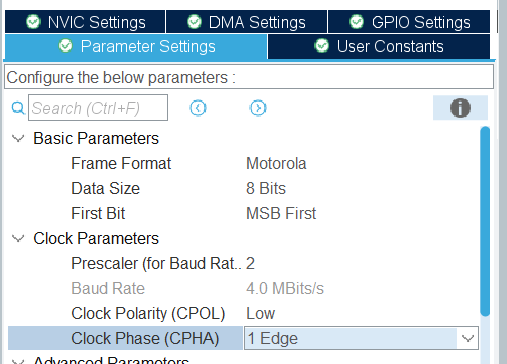 NVIC Settings DMA Settings GPIO Settings
Parameter Settings User Constants
Configure the below parameters :
Search (Ctrl+F)
Basic Parameters
Frame Format Motorola
Data Size 8 Bits
First Bit MSB First
Clock Parameters
Prescaler (for Baud Rat.. 2
Baud Rate 4.0 MBits/s
Clock Polarity (CPOL) Low
Clock Phase (CPHA) 1 Edge
Advanced Parameters